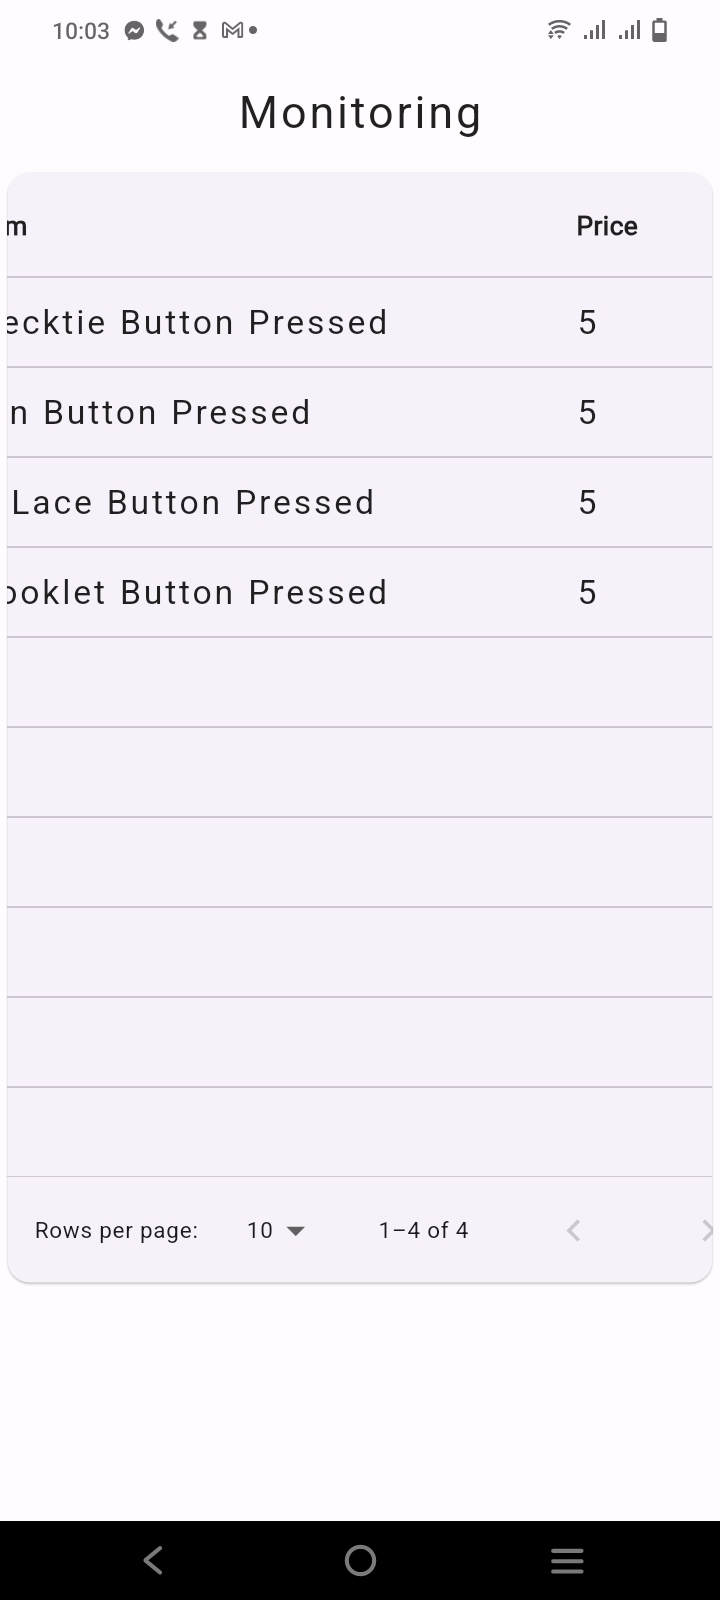 10:03
Monitoring
m Price
ecktie Button Pressed 5
n Button Pressed 5
Lace Button Pressed 5
ooklet Button Pressed 5
Rows per page: 10 1–4 of 4